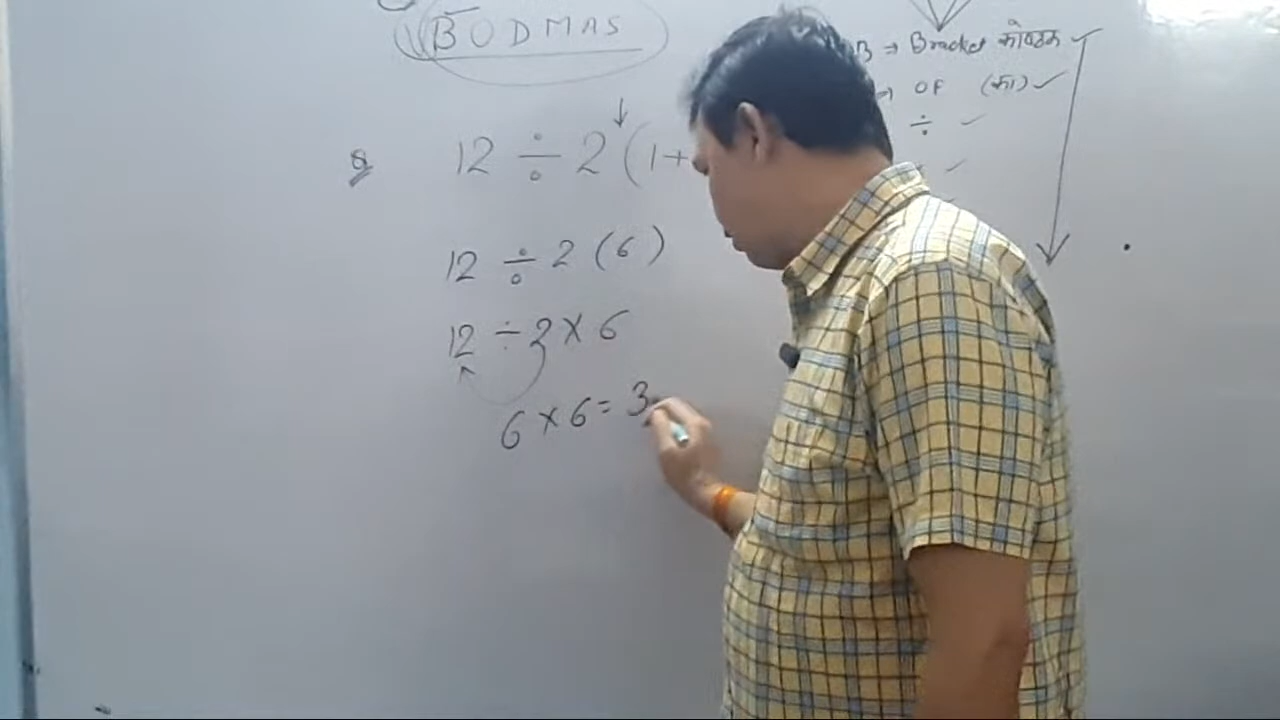 BODMAS
B → Bracket कोष्ठक ✓
→ OF (का) ✓
÷ ✓
✓
Q 12 ÷ 2 (1+
12 ÷ 2 (6)
12 ÷ 2 × 6
6 × 6 = 3